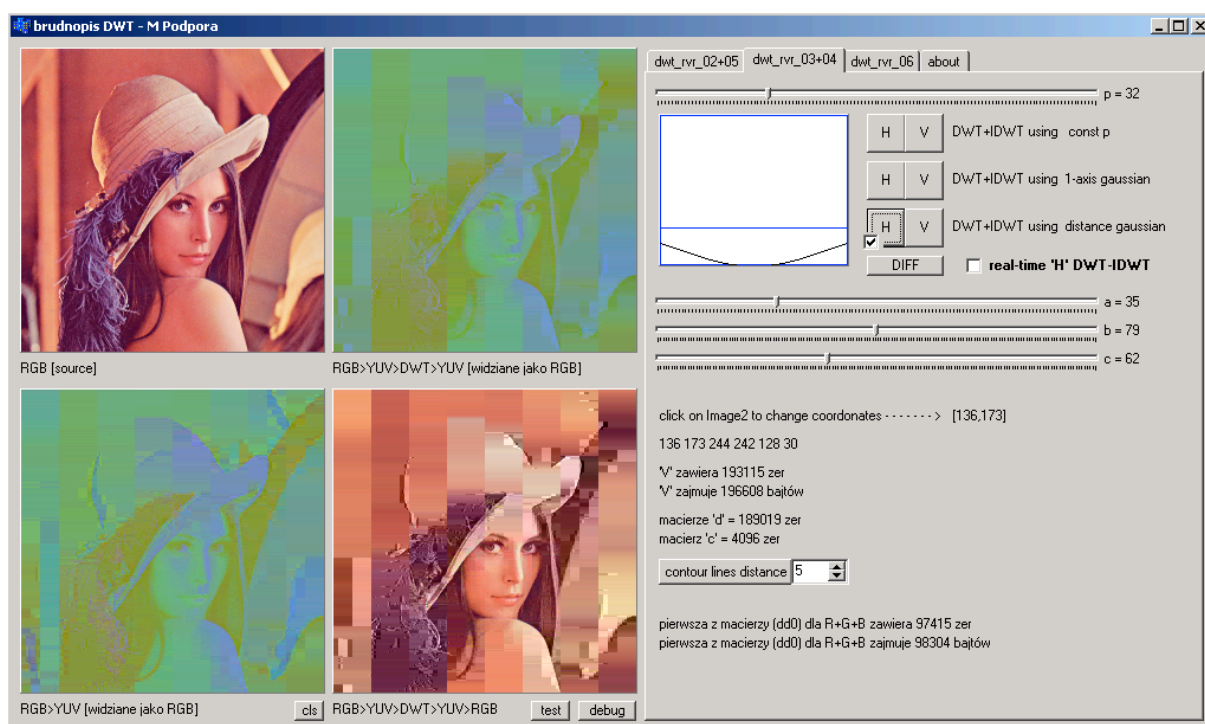 brudnopis DWT - M Podpora
RGB [source]
RGB>YUV>DWT>YUV [widziane jako RGB]
RGB>YUV [widziane jako RGB]
cls
RGB>YUV>DWT>YUV>RGB
test
debug
dwt_rvr_02+05
dwt_rvr_03+04
dwt_rvr_06
about
p = 32
H V DWT+IDWT using const p
H V DWT+IDWT using 1-axis gaussian
H V DWT+IDWT using distance gaussian
DIFF
real-time 'H' DWT-IDWT
a = 35
b = 79
c = 62
click on Image2 to change coordonates - - - - - - -> [136,173]
136 173 244 242 128 30
'V' zawiera 193115 zer
'V' zajmuje 196608 bajtów
macierze 'd' = 189019 zer
macierz 'c' = 4096 zer
contour lines distance 5
pierwsza z macierzy (dd0) dla R+G+B zawiera 97415 zer
pierwsza z macierzy (dd0) dla R+G+B zajmuje 98304 bajtów